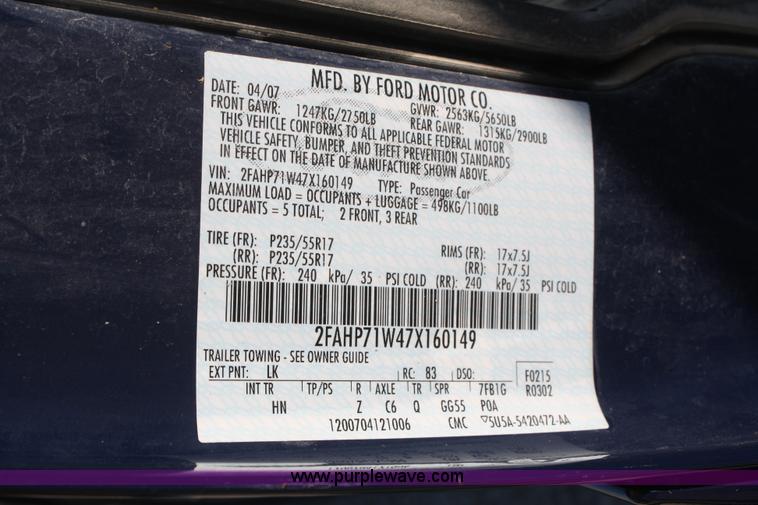 MFD. BY FORD MOTOR CO.
DATE: 04/07 GVWR: 2563KG/5650LB
FRONT GAWR: 1247KG/2750LB REAR GAWR: 1315KG/2900LB
THIS VEHICLE CONFORMS TO ALL APPLICABLE FEDERAL MOTOR
VEHICLE SAFETY, BUMPER, AND THEFT PREVENTION STANDARDS
IN EFFECT ON THE DATE OF MANUFACTURE SHOWN ABOVE.
VIN: 2FAHP71W47X160149 TYPE: Passenger Car
MAXIMUM LOAD = OCCUPANTS + LUGGAGE = 498KG/1100LB
OCCUPANTS = 5 TOTAL; 2 FRONT, 3 REAR
TIRE (FR): P235/55R17 RIMS (FR): 17x7.5J
(RR): P235/55R17 (RR): 17x7.5J
PRESSURE (FR): 240 kPa/ 35 PSI COLD (RR): 240 kPa/ 35 PSI COLD
2FAHP71W47X160149
TRAILER TOWING - SEE OWNER GUIDE
EXT PNT: LK RC: 83 DSO: F0215
INT TR TP/PS R AXLE TR SPR 7FB1G R0302
HN Z C6 Q GG55 POA
1200704121006 CMC ▽5U5A-5420472-AA
www.purplewave.com